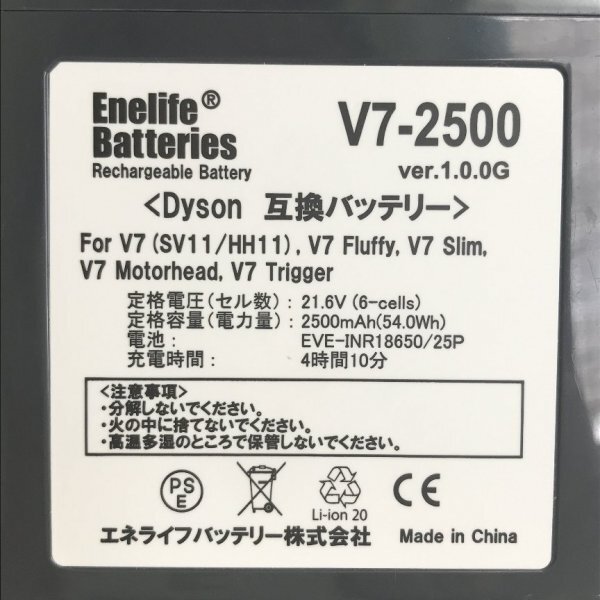 Enelife®
Batteries
Rechargeable Battery
V7-2500
ver.1.0.0G
<Dyson 互換バッテリー>
For V7 (SV11/HH11), V7 Fluffy, V7 Slim,
V7 Motorhead, V7 Trigger
定格電圧(セル数): 21.6V (6-cells)
定格容量(電力量): 2500mAh(54.0Wh)
電池: EVE-INR18650/25P
充電時間: 4時間10分
<注意事項>
・分解しないでください。
・火の中に捨てないでください。
・高温多湿のところで保管しないでください。
PS
E
Li-ion 20
CE
エネライフバッテリー株式会社 Made in China